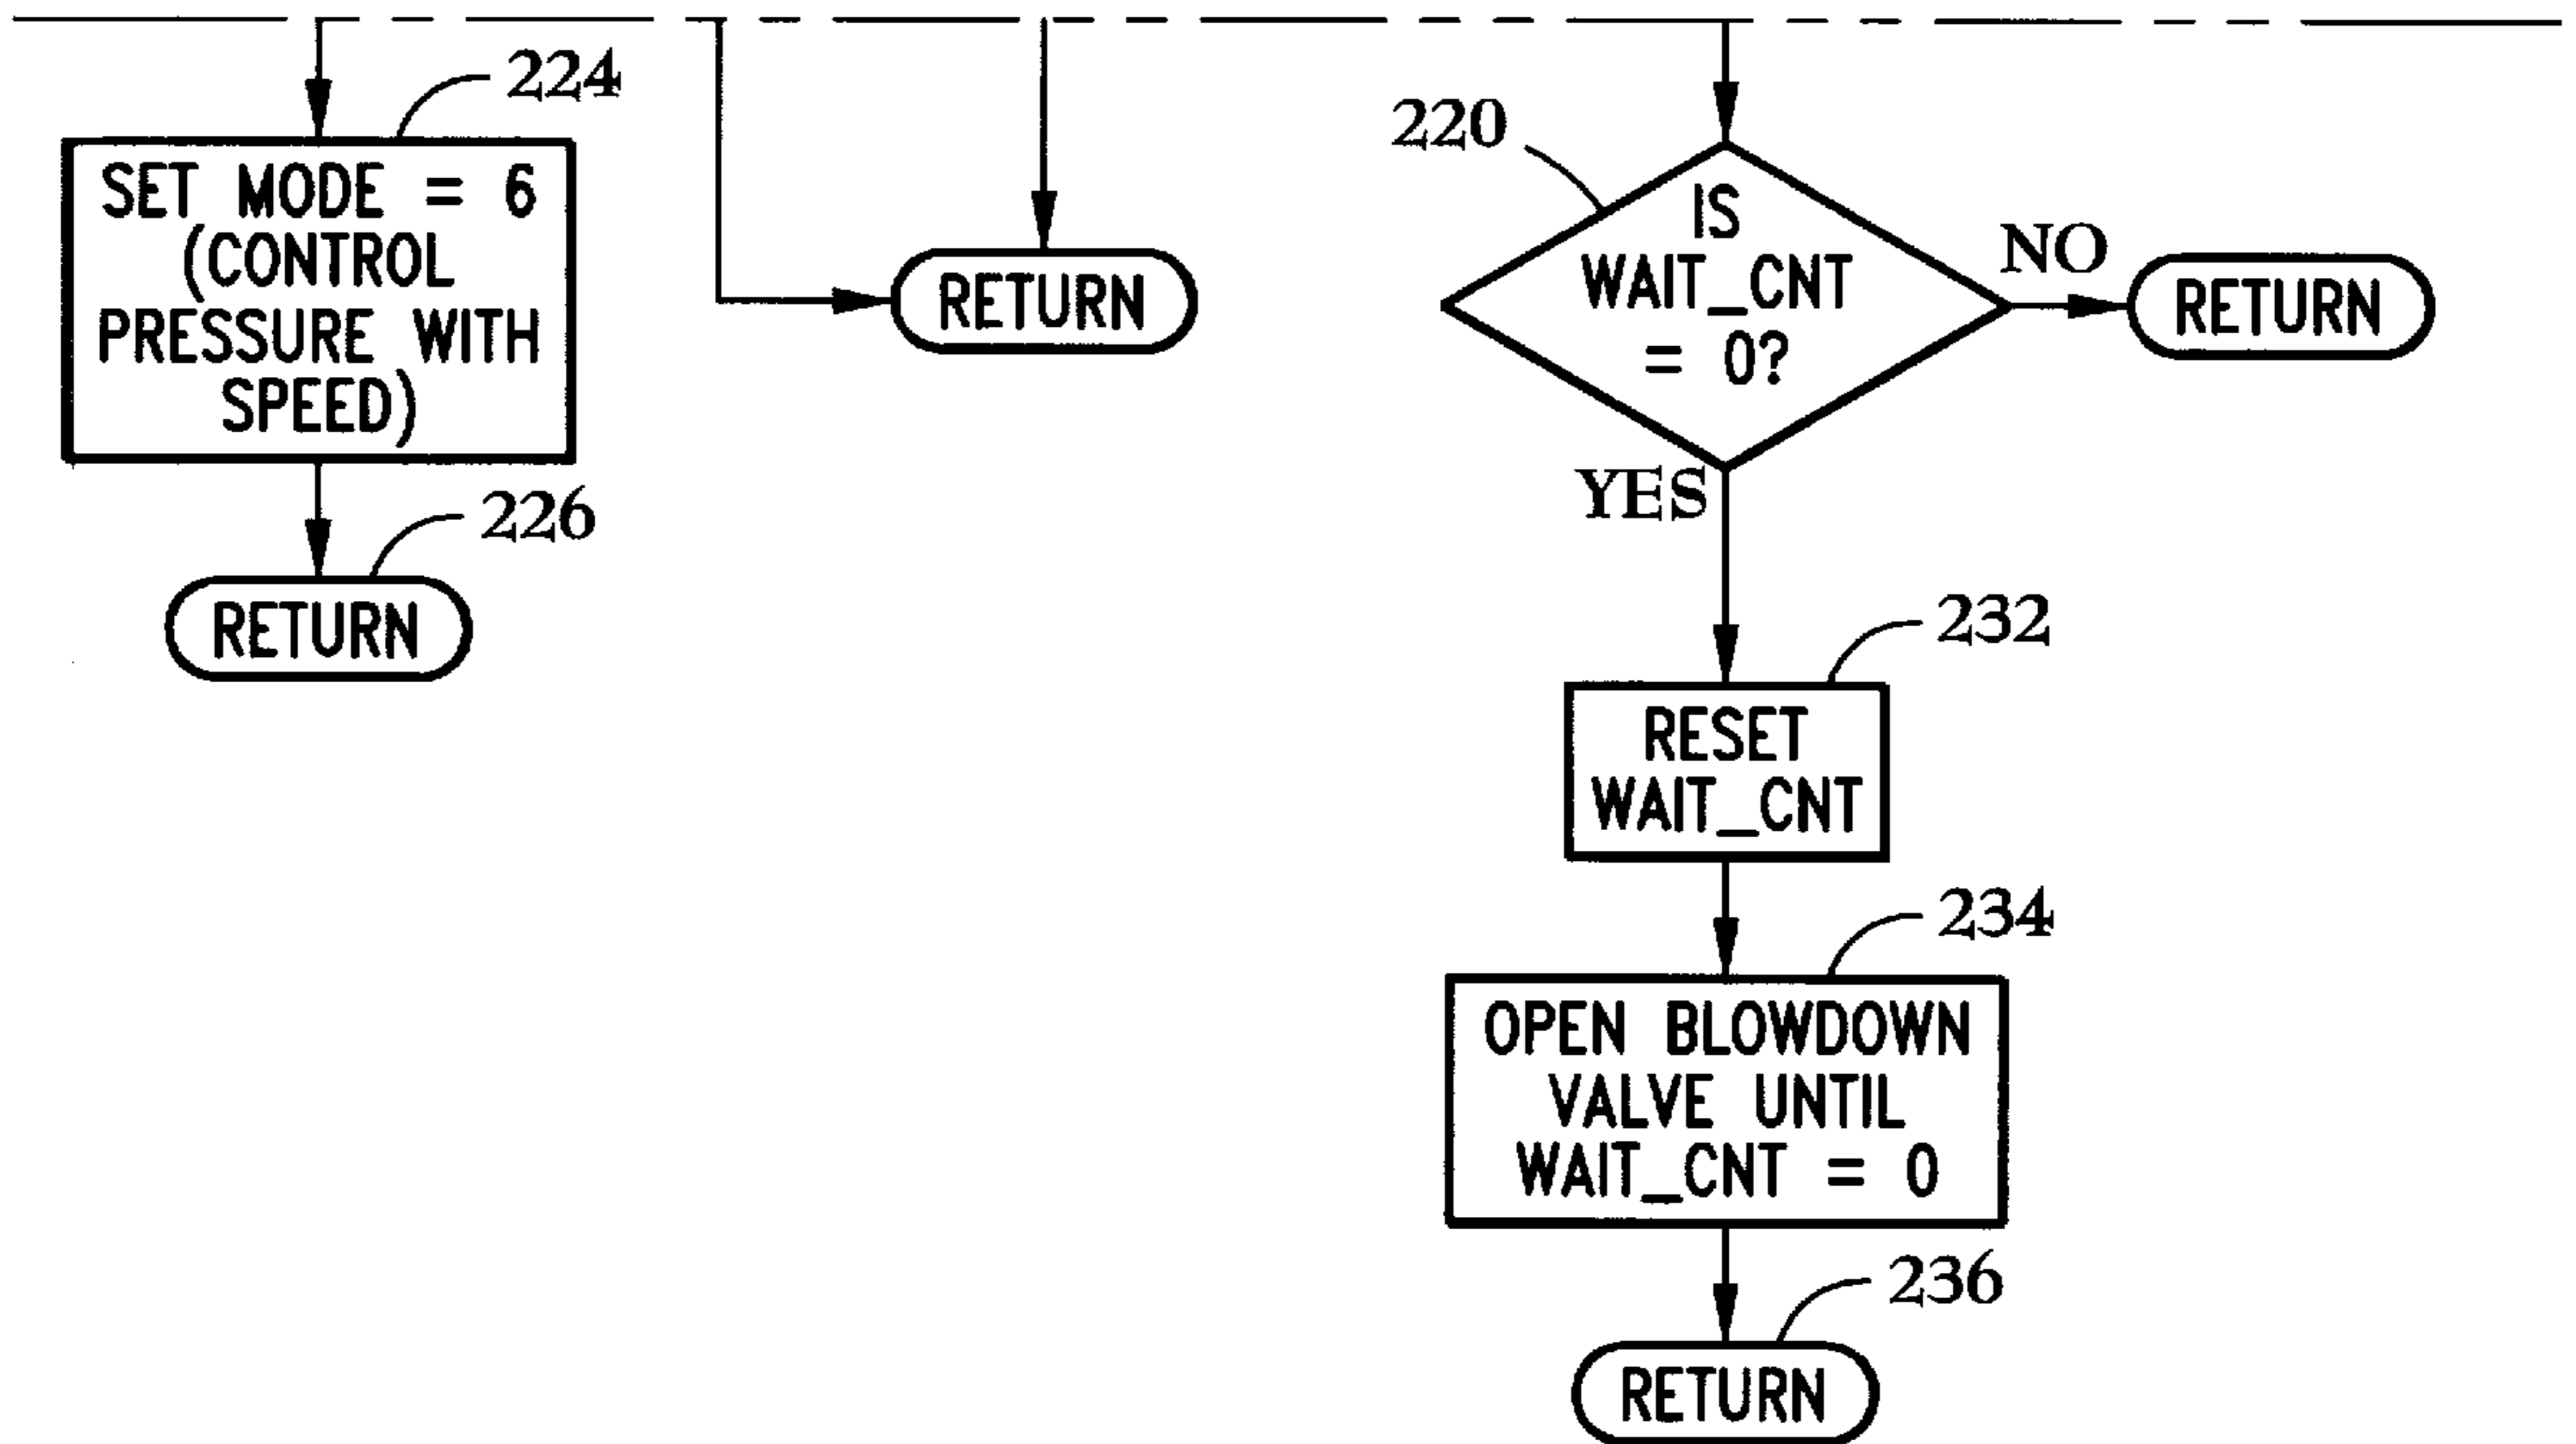 224
SET MODE = 6
(CONTROL
PRESSURE WITH
SPEED)
226
RETURN
RETURN
220
IS
WAIT_CNT
= 0?
NO
RETURN
YES
232
RESET
WAIT_CNT
234
OPEN BLOWDOWN
VALVE UNTIL
WAIT_CNT = 0
236
RETURN